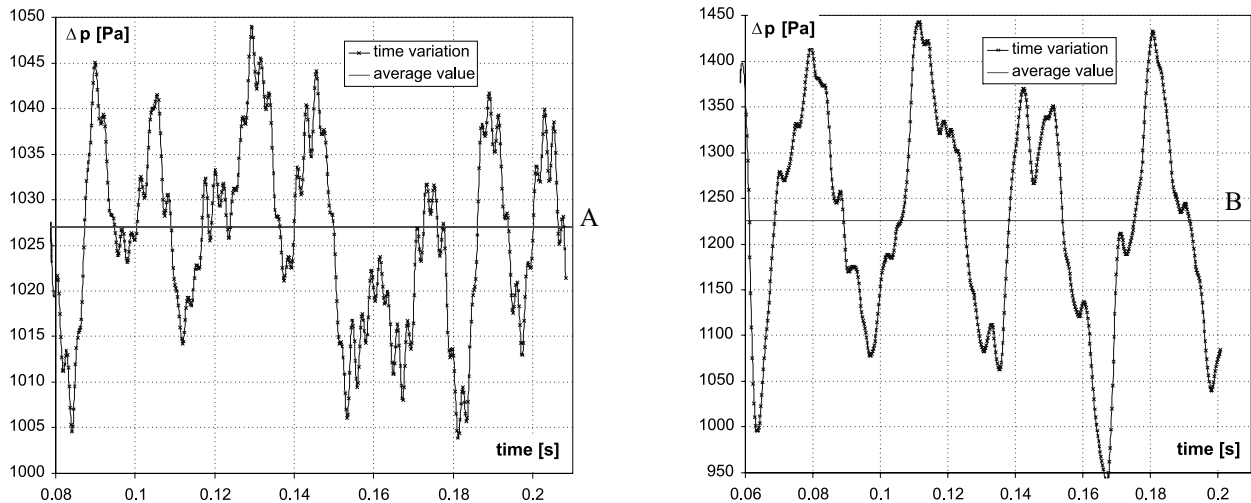 1050
1045
1040
1035
1030
1025
1020
1015
1010
1005
1000
Δp [Pa]
time variation
average value
A
time [s]
0.08 0.1 0.12 0.14 0.16 0.18 0.2
1450
1400
1350
1300
1250
1200
1150
1100
1050
1000
950
Δp [Pa]
time variation
average value
B
time [s]
0.06 0.08 0.1 0.12 0.14 0.16 0.18 0.2